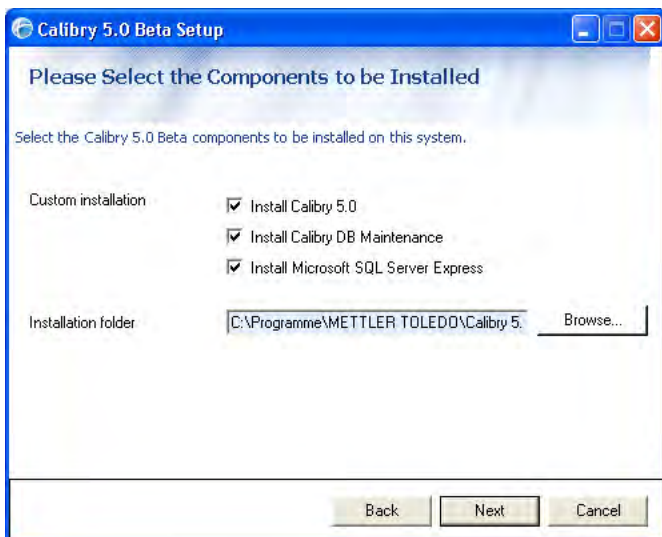 Calibry 5.0 Beta Setup
Please Select the Components to be Installed
Select the Calibry 5.0 Beta components to be installed on this system.
Custom installation
Install Calibry 5.0
Install Calibry DB Maintenance
Install Microsoft SQL Server Express
Installation folder
C:\Programme\METTLER TOLEDO\Calibry 5.
Browse...
Back
Next
Cancel